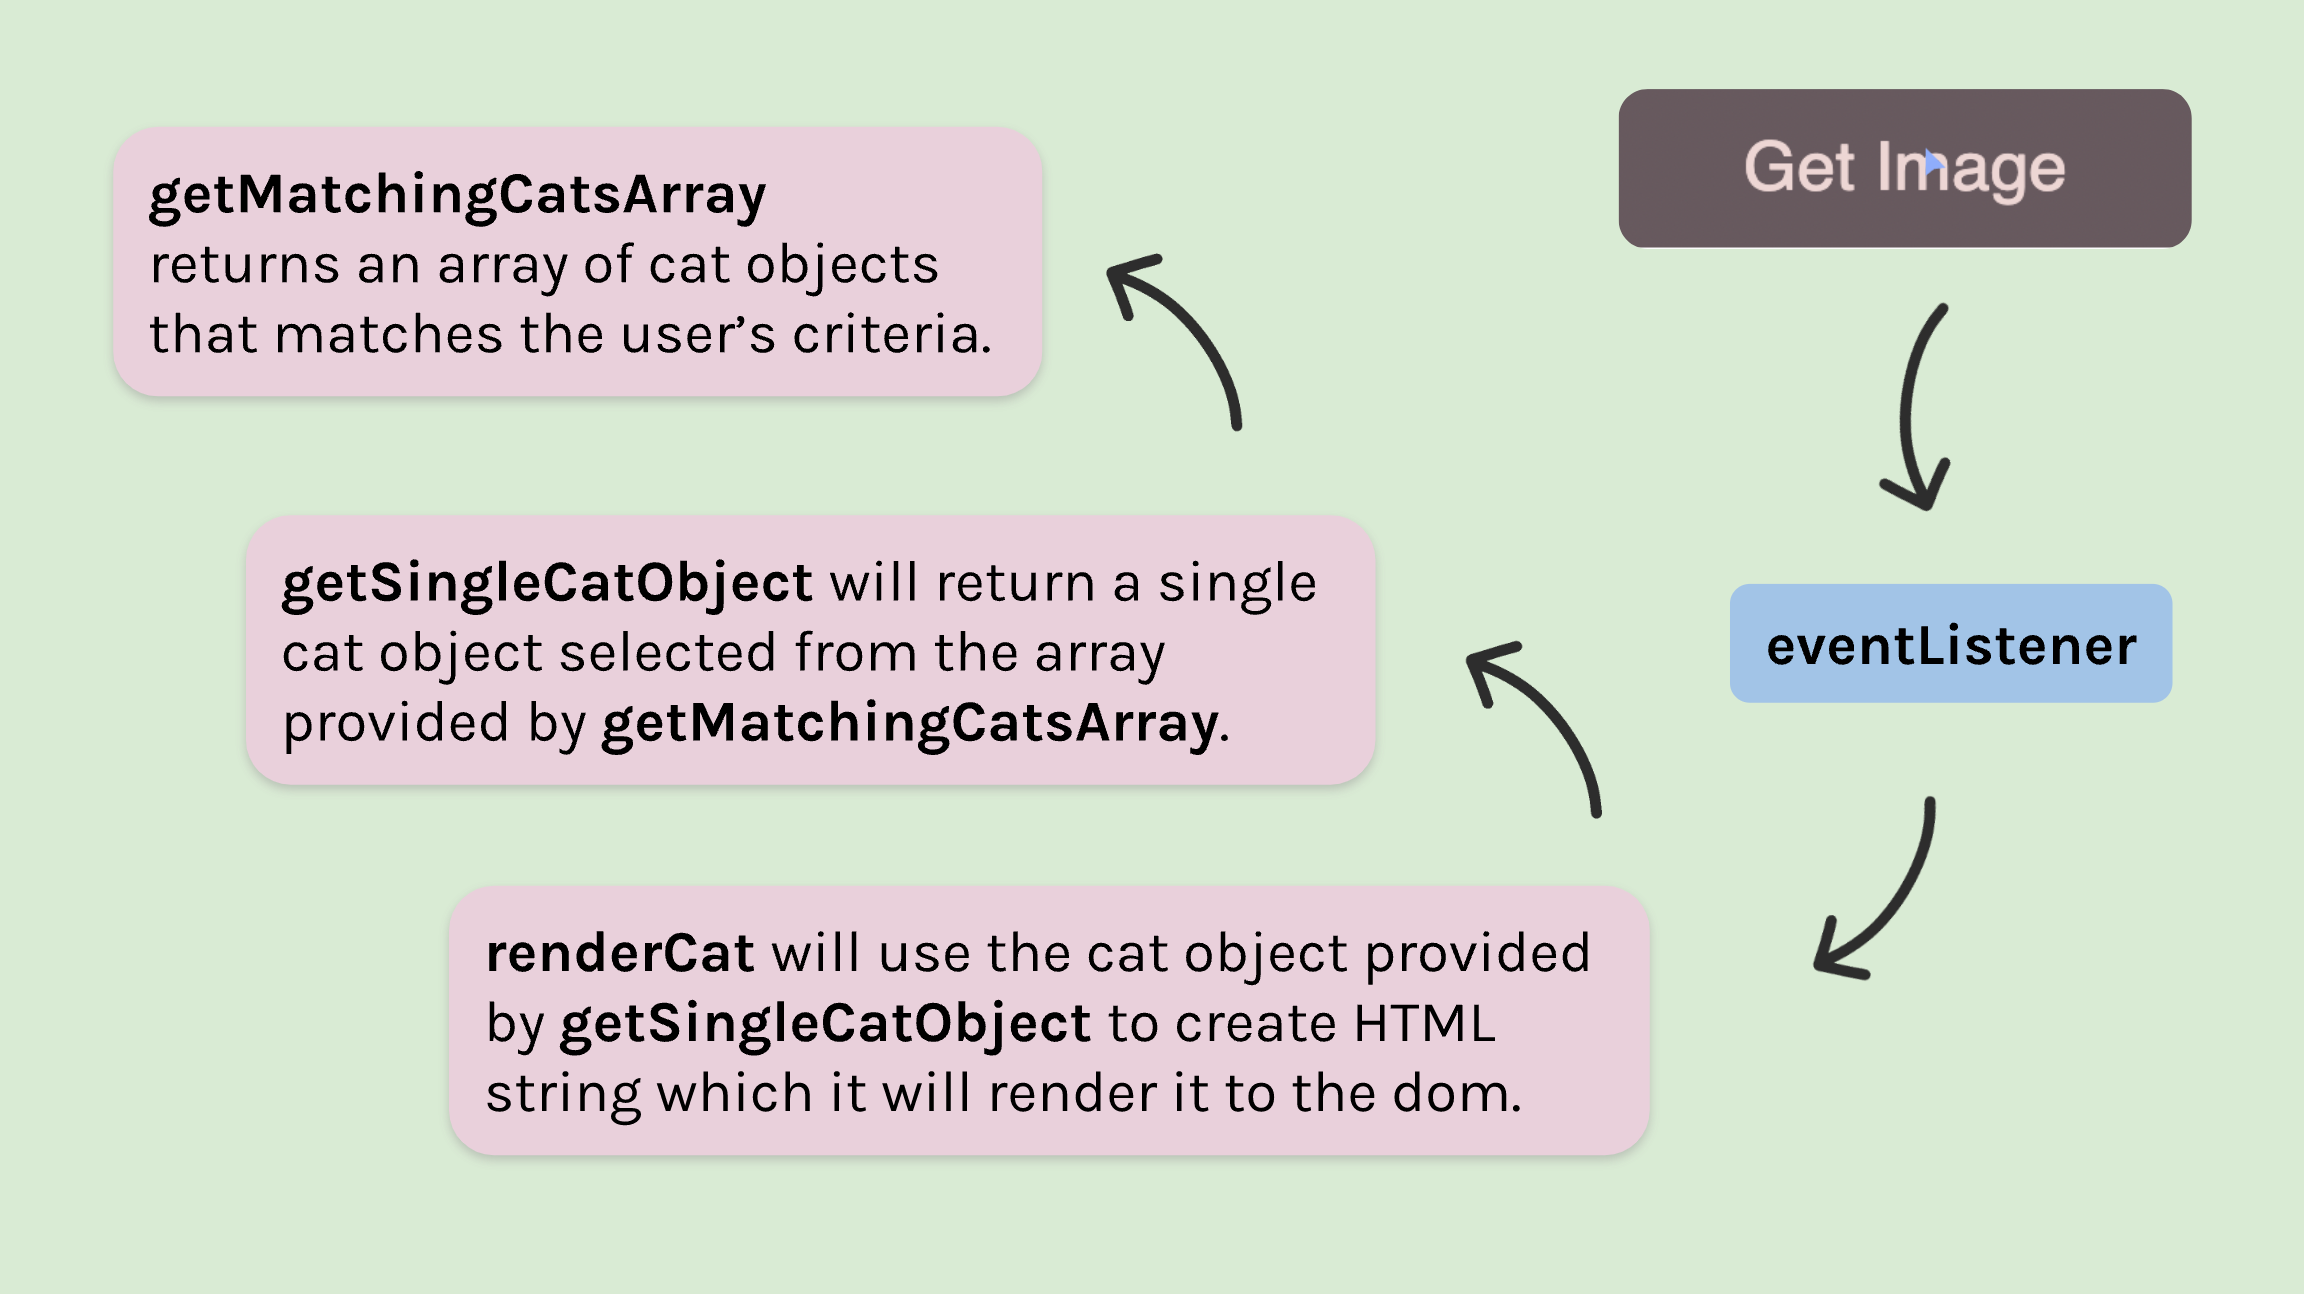 getMatchingCatsArray
returns an array of cat objects
that matches the user’s criteria.
getSingleCatObject will return a single
cat object selected from the array
provided by getMatchingCatsArray.
renderCat will use the cat object provided
by getSingleCatObject to create HTML
string which it will render it to the dom.
Get Image
eventListener